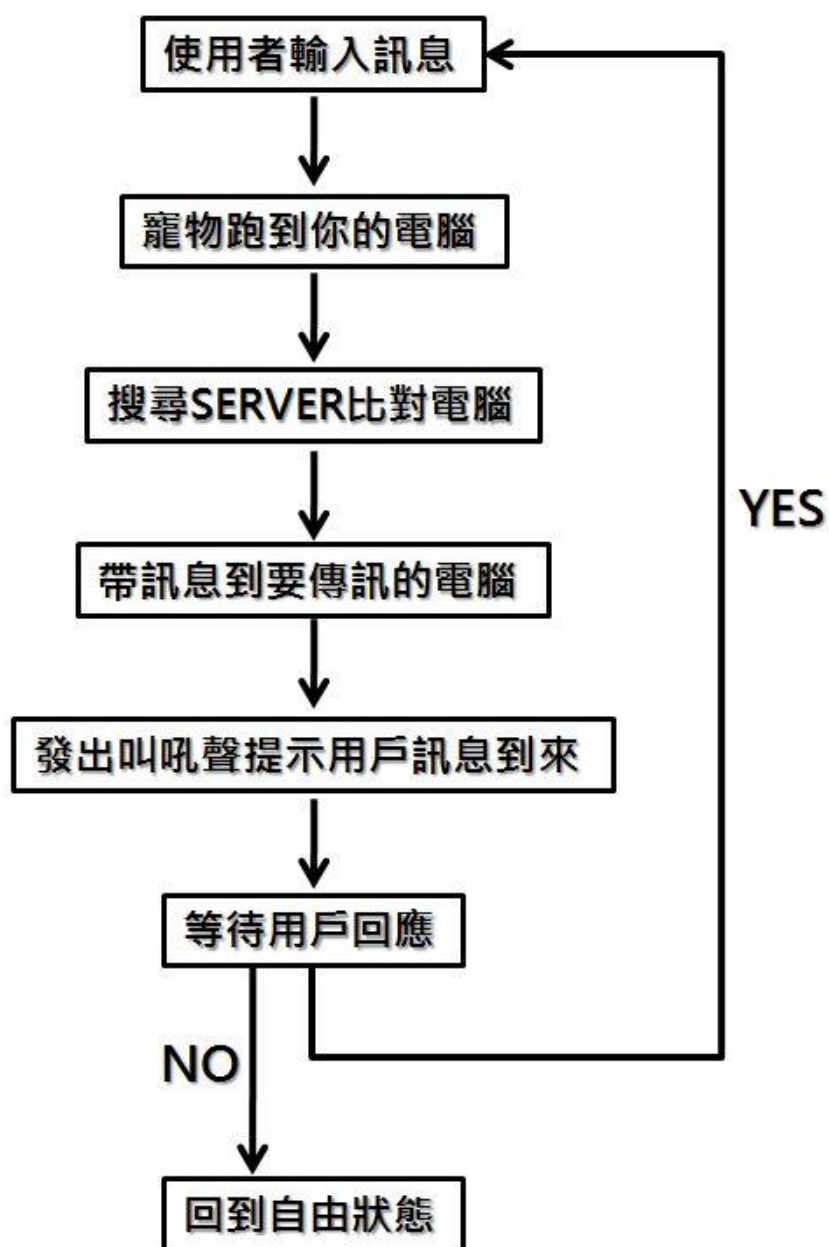 使用者輸入訊息
寵物跑到你的電腦
搜尋SERVER比對電腦
帶訊息到要傳訊的電腦
發出叫吼聲提示用戶訊息到來
等待用戶回應
YES
NO
回到自由狀態